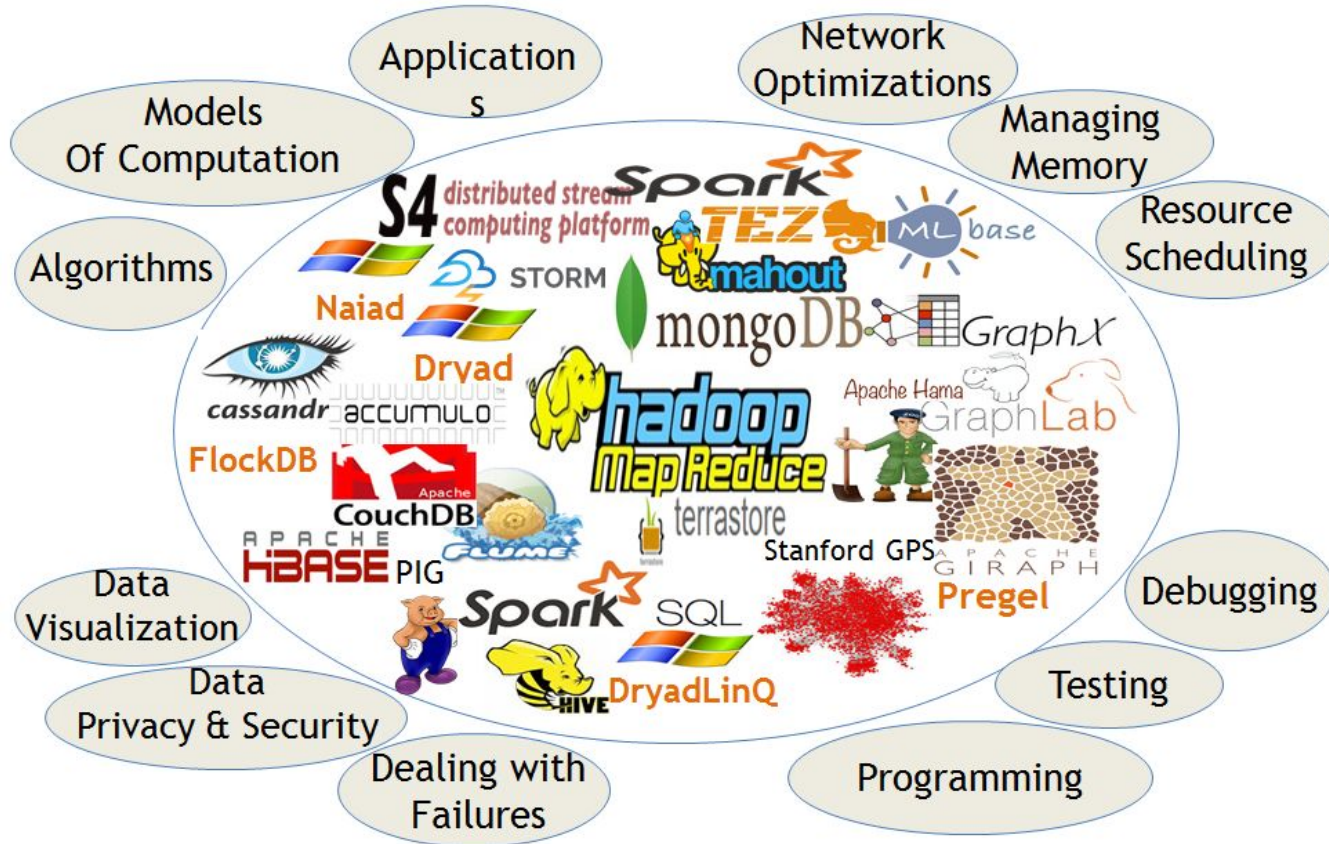 Application
s
Network
Optimizations
Models
Of Computation
Managing
Memory
Algorithms
Resource
Scheduling
S4 distributed stream
computing platform
Spark
TEZ
ML base
mahout
STORM
Naiad
Dryad
mongoDB
GraphX
cassandr
accumulo
hadoop
Map Reduce
Apache Hama
GraphLab
FlockDB
Apache
CouchDB
FLUME
terrastore
terrastore
APACHE
HBASE
PIG
Stanford GPS
APACHE
GIRAPH
Pregel
Spark SQL
HIVE
DryadLinQ
Data
Visualization
Debugging
Data
Privacy & Security
Testing
Dealing with
Failures
Programming